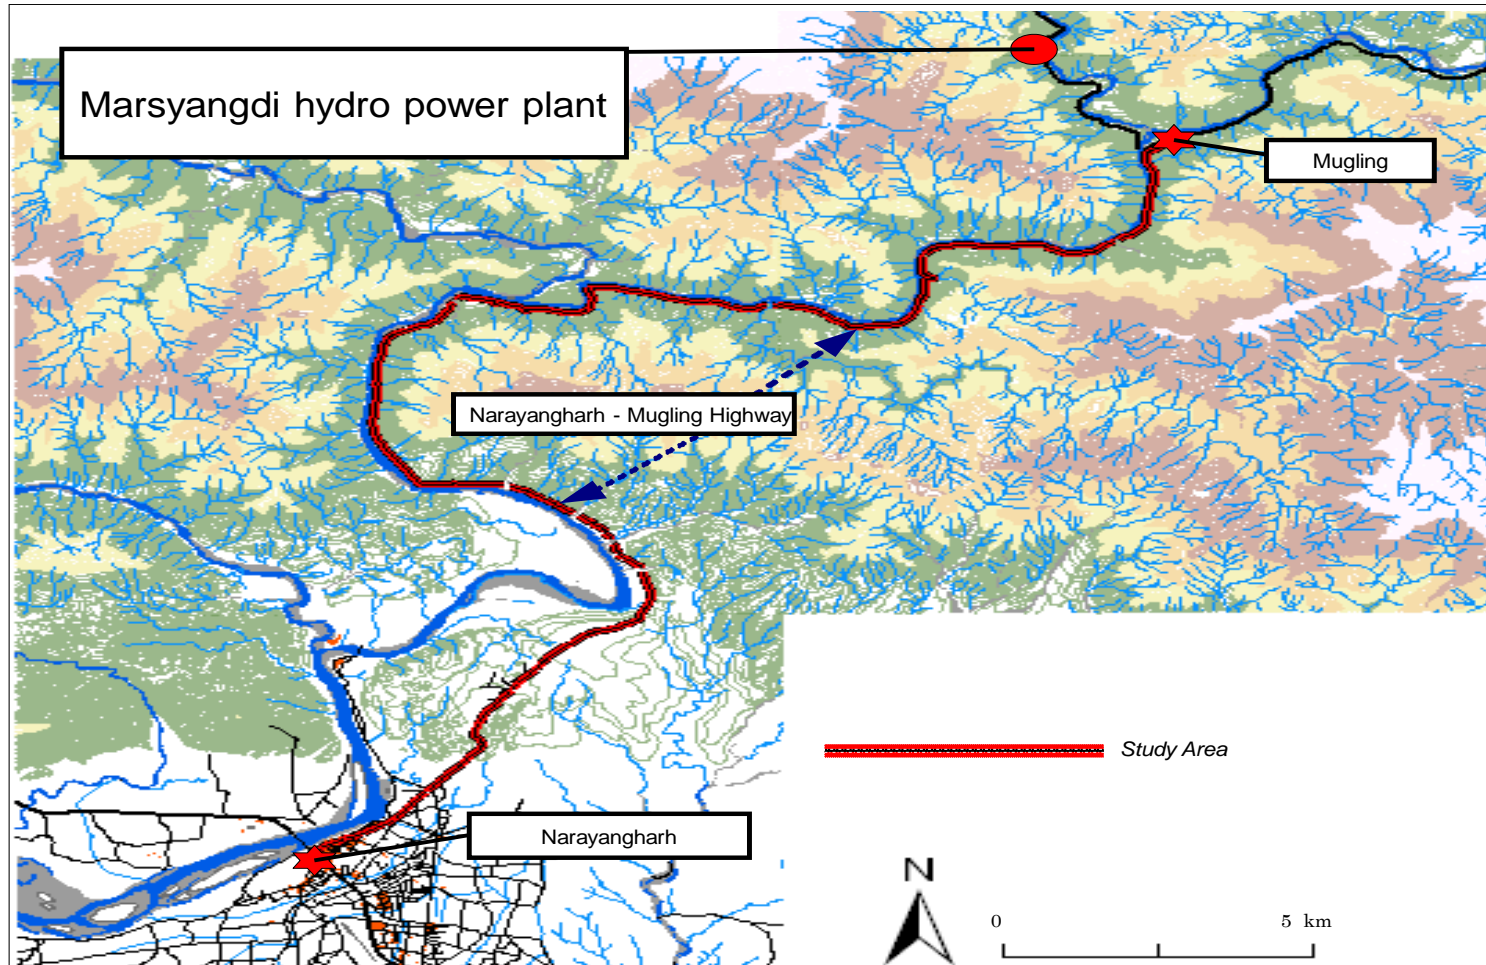 Marsyangdi hydro power plant
Mugling
Narayangharh - Mugling Highway
Study Area
Narayangharh
N
0 5 km